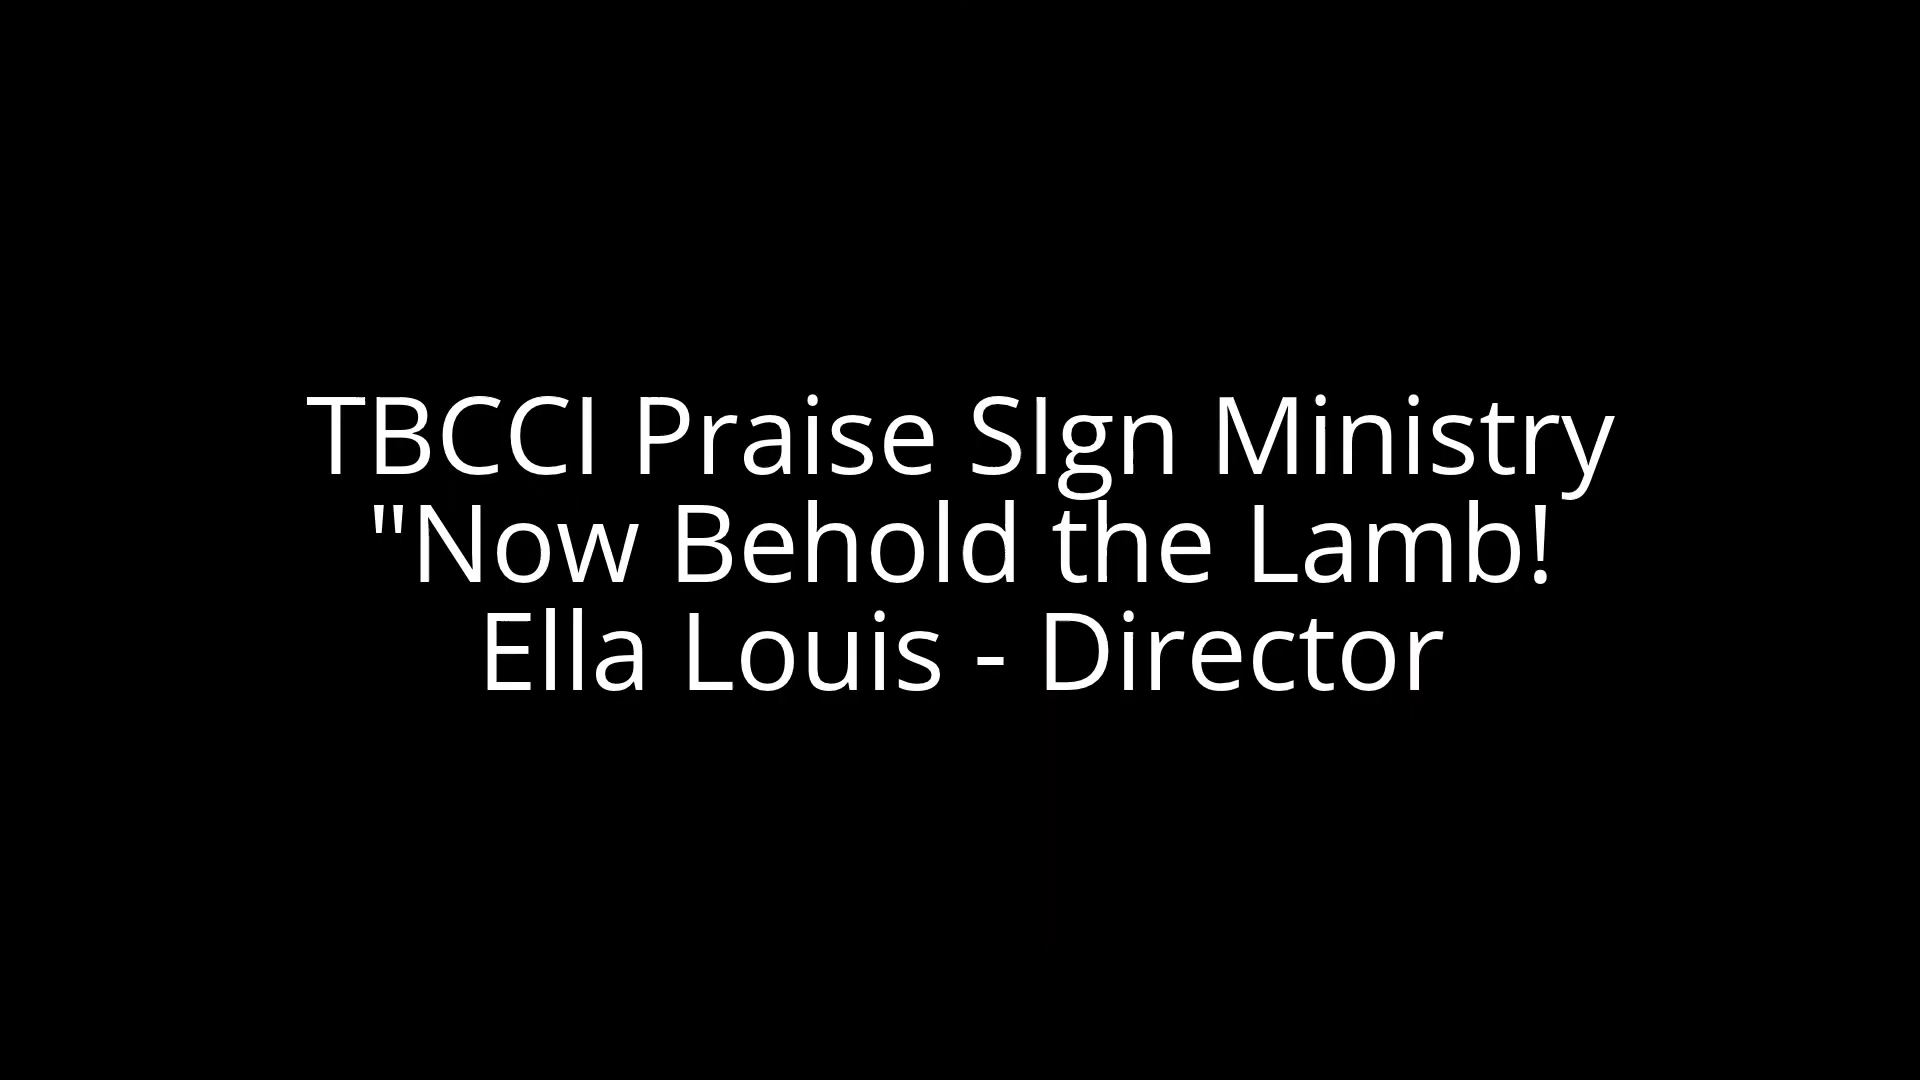 TBCCI Praise SIgn Ministry
"Now Behold the Lamb!
Ella Louis - Director